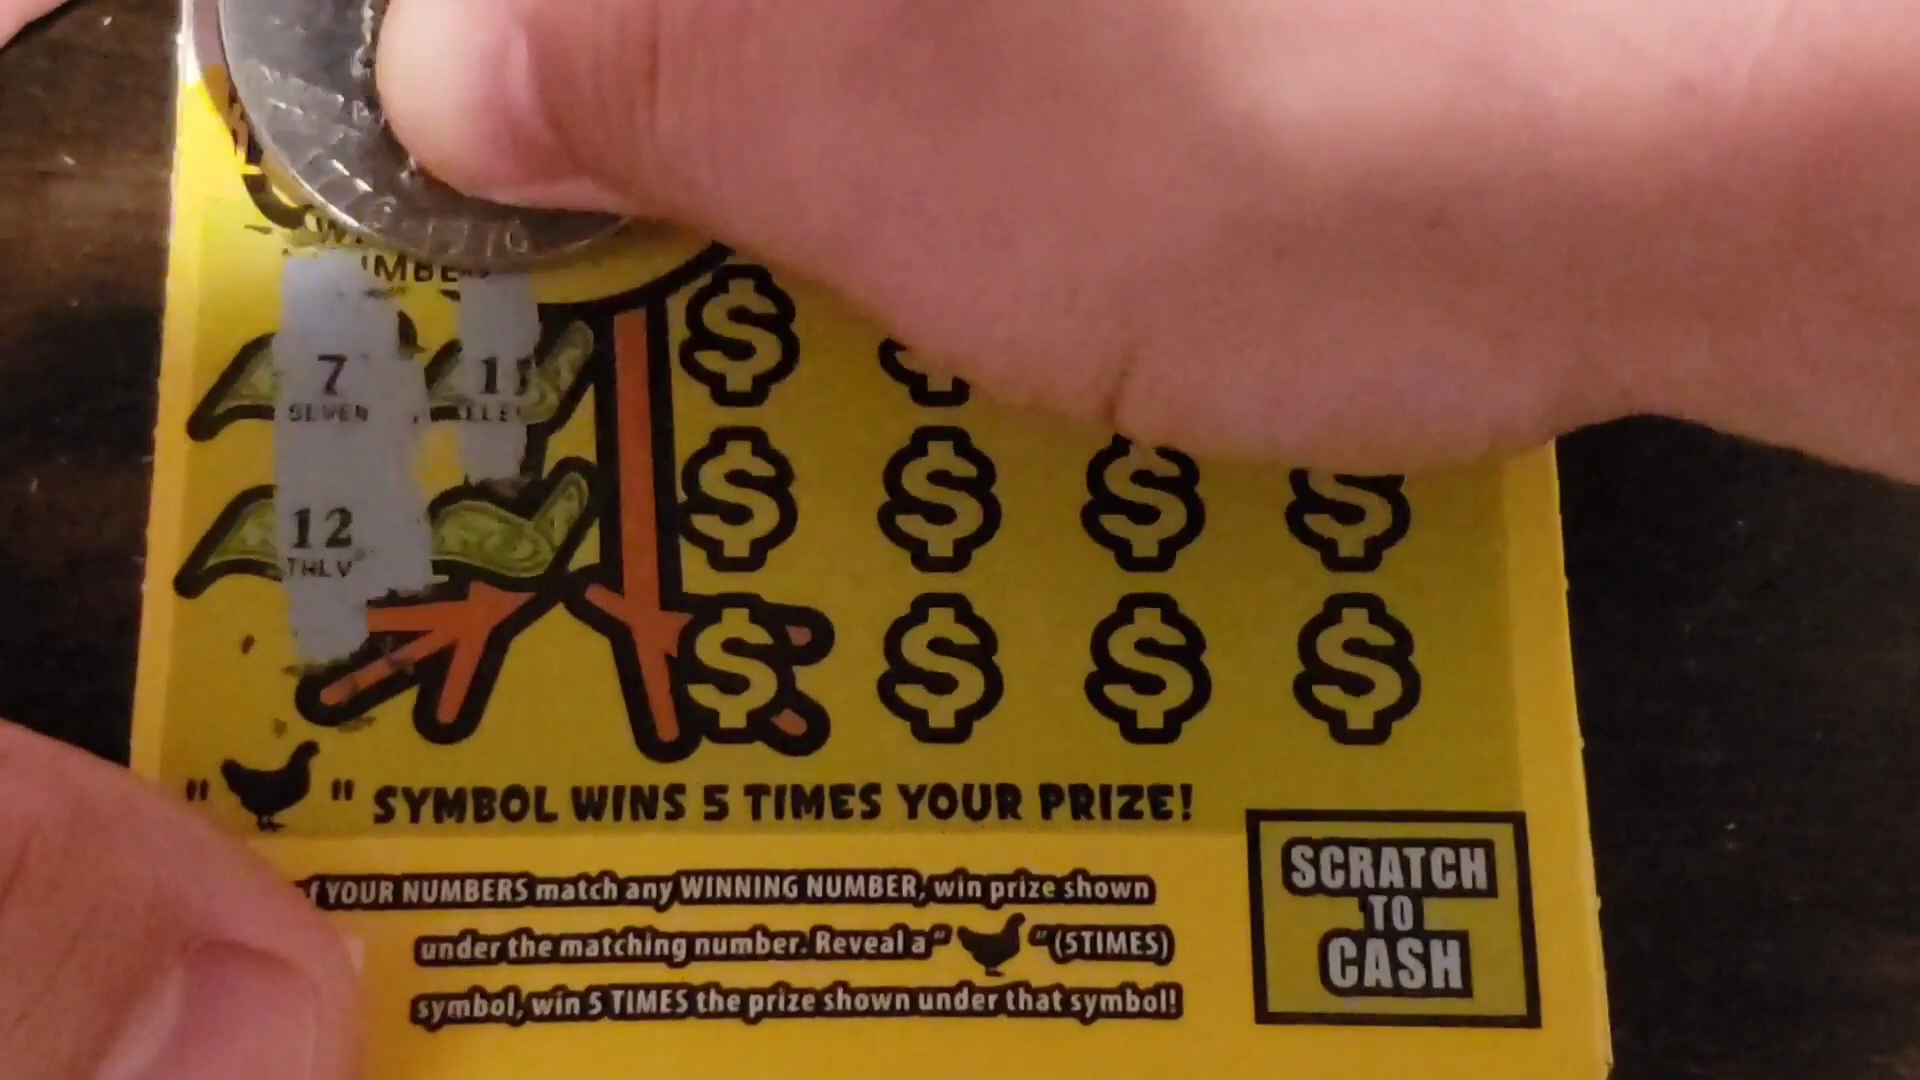 7 11
SEVEN
12
" " SYMBOL WINS 5 TIMES YOUR PRIZE!
YOUR NUMBERS match any WINNING NUMBER, win prize shown
under the matching number. Reveal a " " (5TIMES)
symbol, win 5 TIMES the prize shown under that symbol!
SCRATCH
TO
CASH